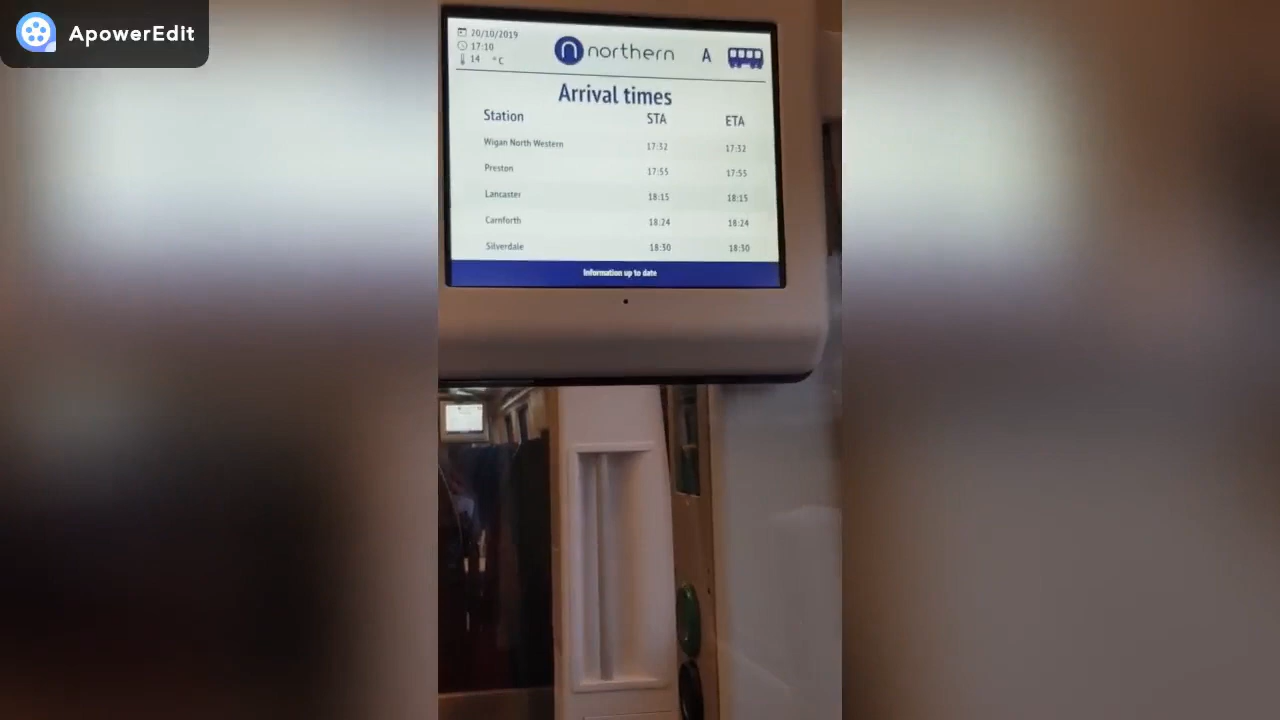 ApowerEdit
20/10/2019
17:10
14 °C
northern
A
Arrival times
Station STA ETA
Wigan North Western 17:32 17:32
Preston 17:55 17:55
Lancaster 18:15 18:15
Carnforth 18:24 18:24
Silverdale 18:30 18:30
Information up to date